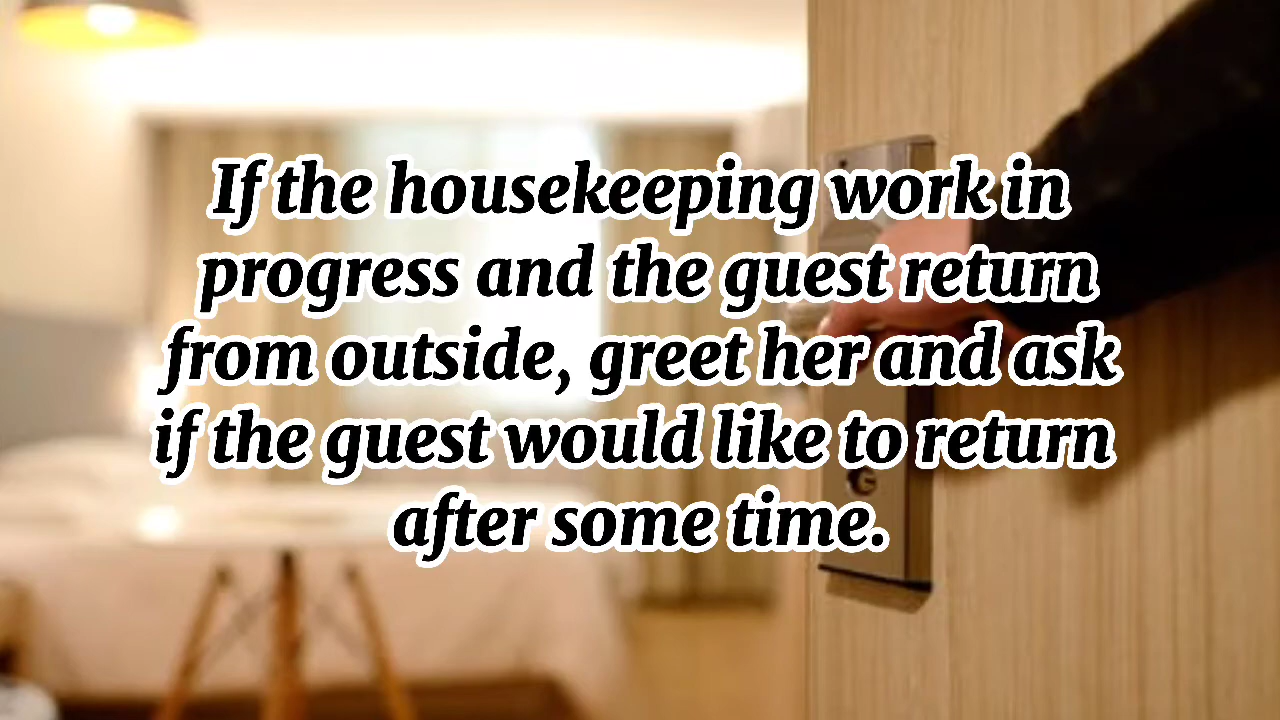 If the housekeeping work in
progress and the guest return
from outside, greet her and ask
if the guest would like to return
after some time.